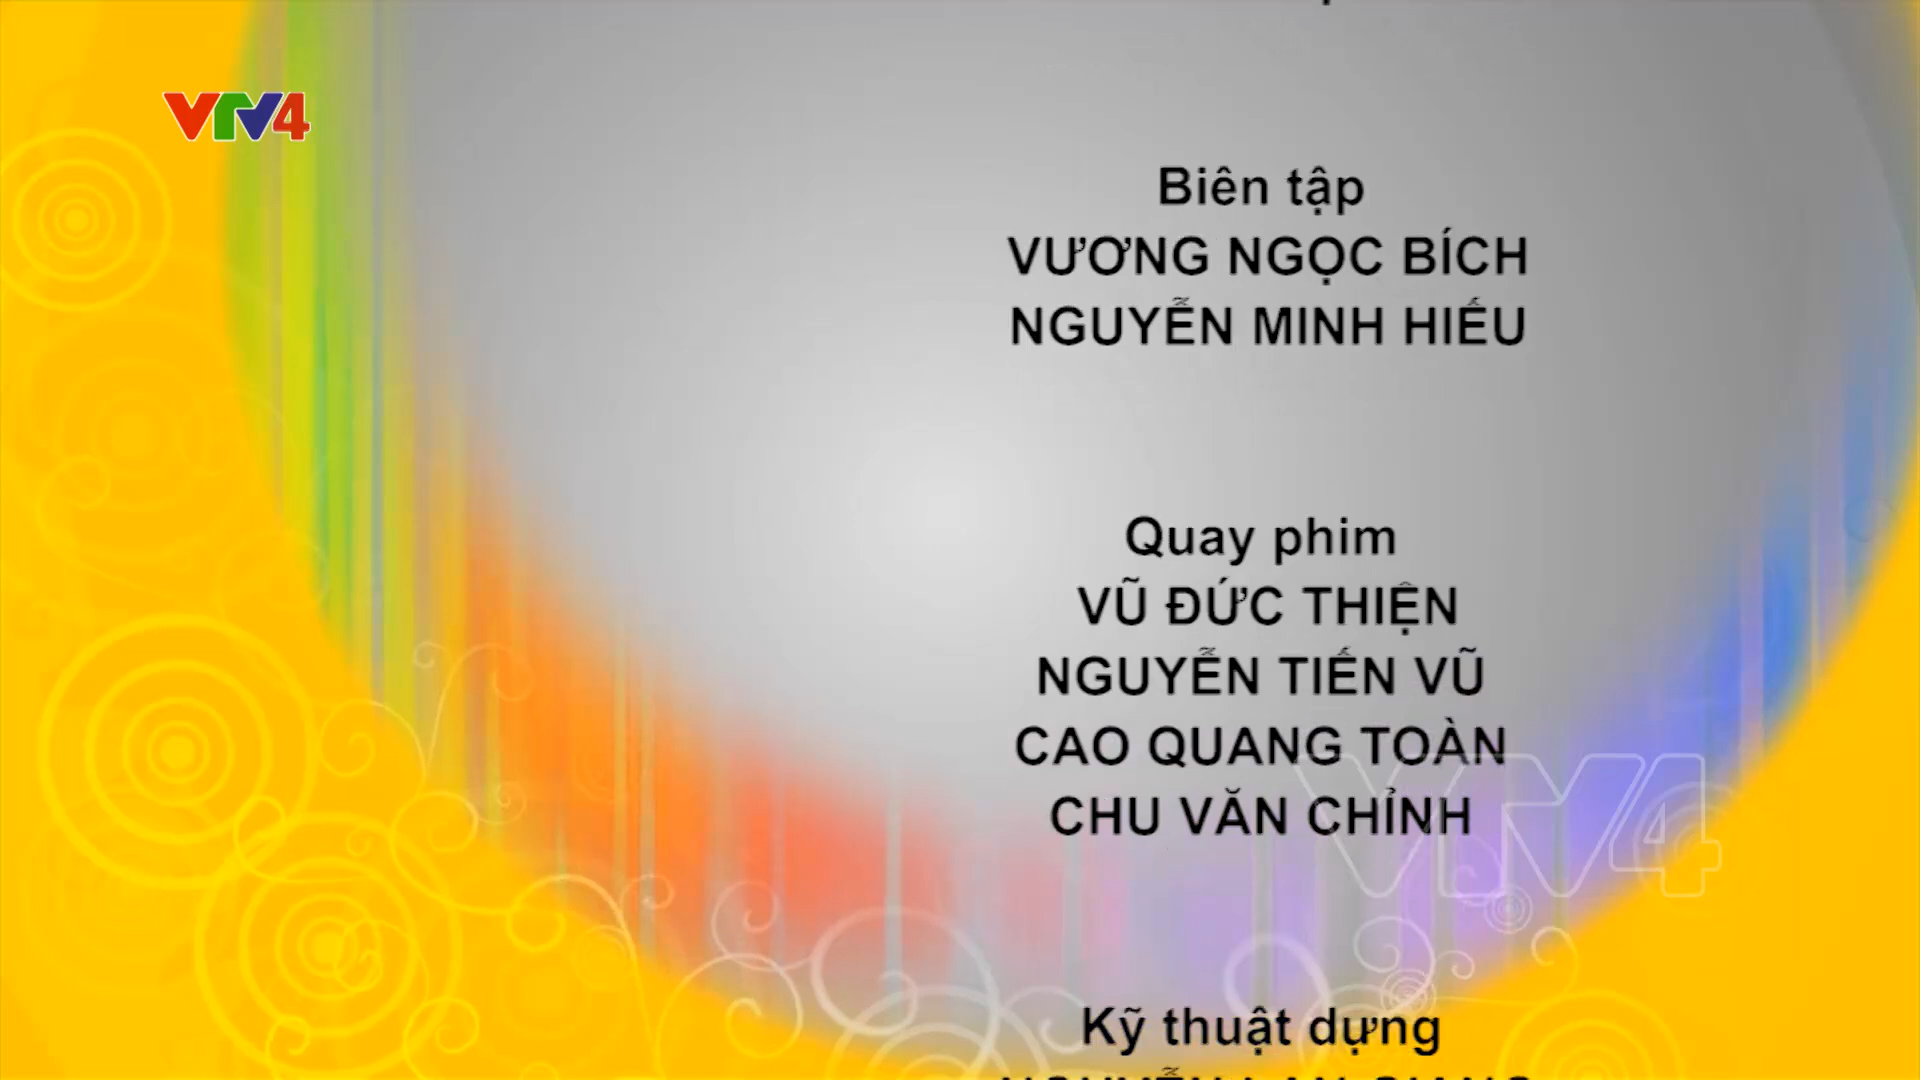 VTV4
Biên tập
VƯƠNG NGỌC BÍCH
NGUYỄN MINH HIẾU
Quay phim
VŨ ĐỨC THIỆN
NGUYỄN TIẾN VŨ
CAO QUANG TOÀN
CHU VĂN CHỈNH
VTV4
Kỹ thuật dựng